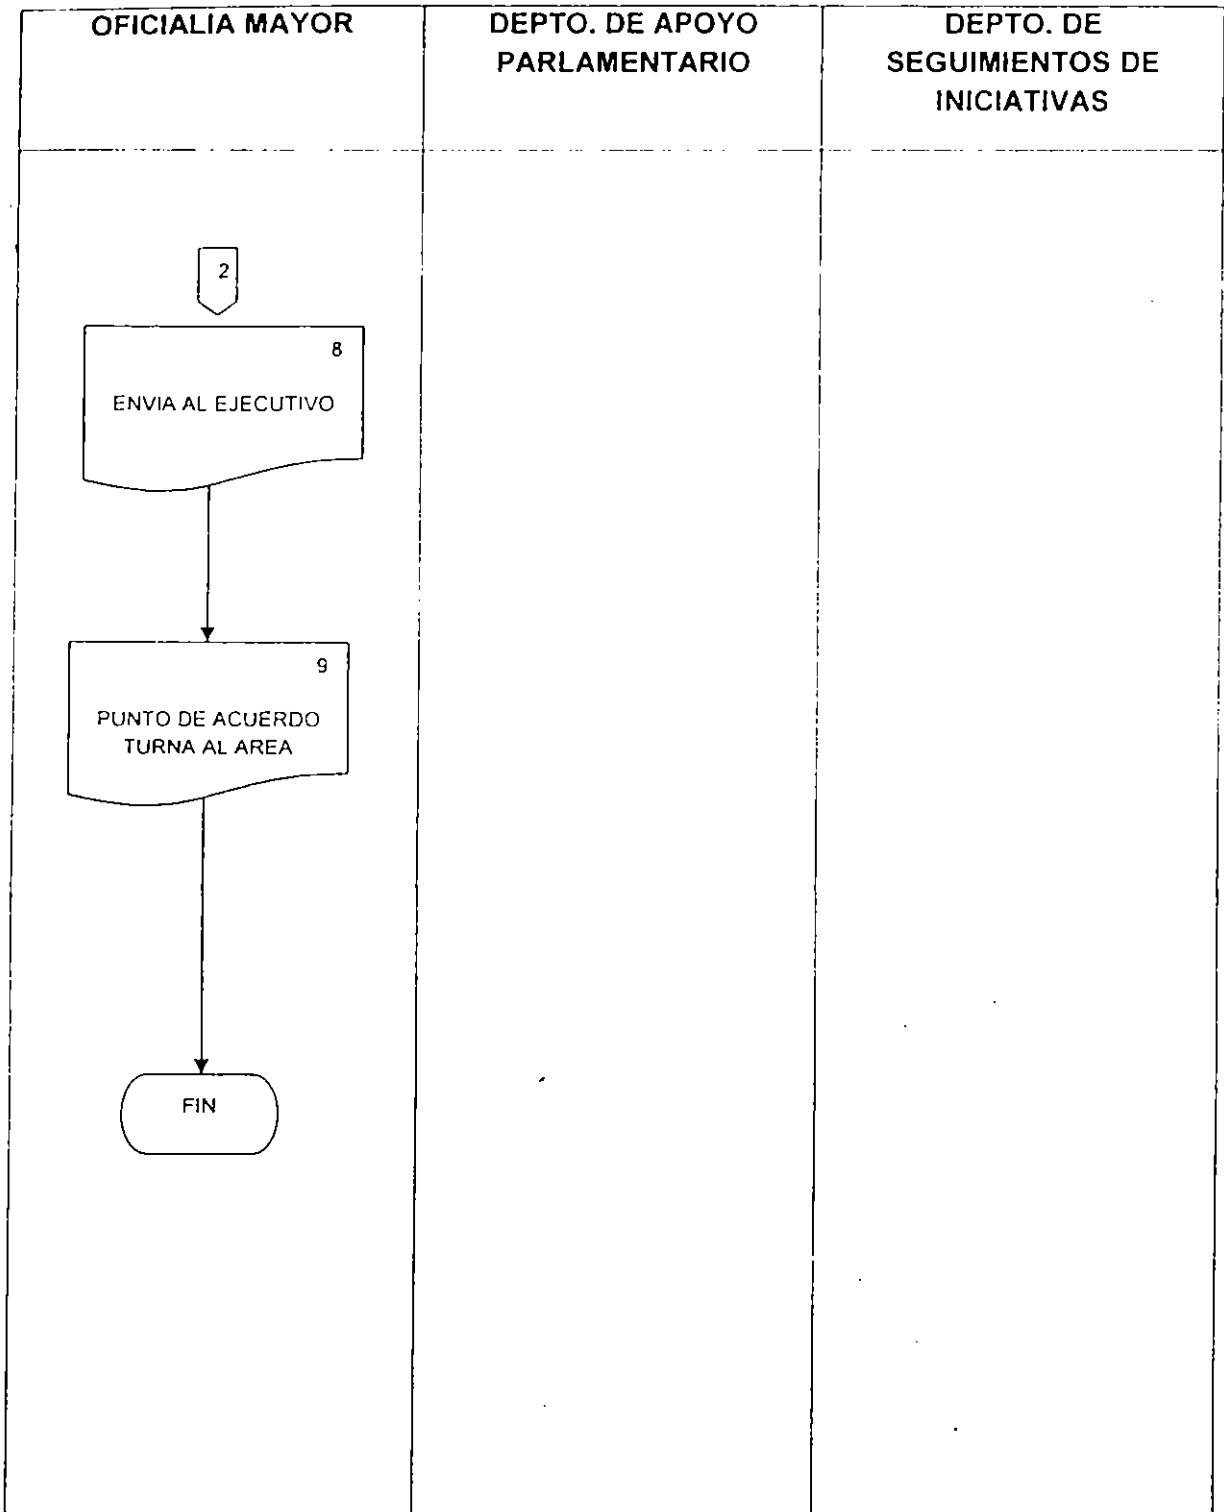 OFICIALIA MAYOR
DEPTO. DE APOYO
PARLAMENTARIO
DEPTO. DE
SEGUIMIENTOS DE
INICIATIVAS
2
8
ENVIA AL EJECUTIVO
9
PUNTO DE ACUERDO
TURNA AL AREA
FIN